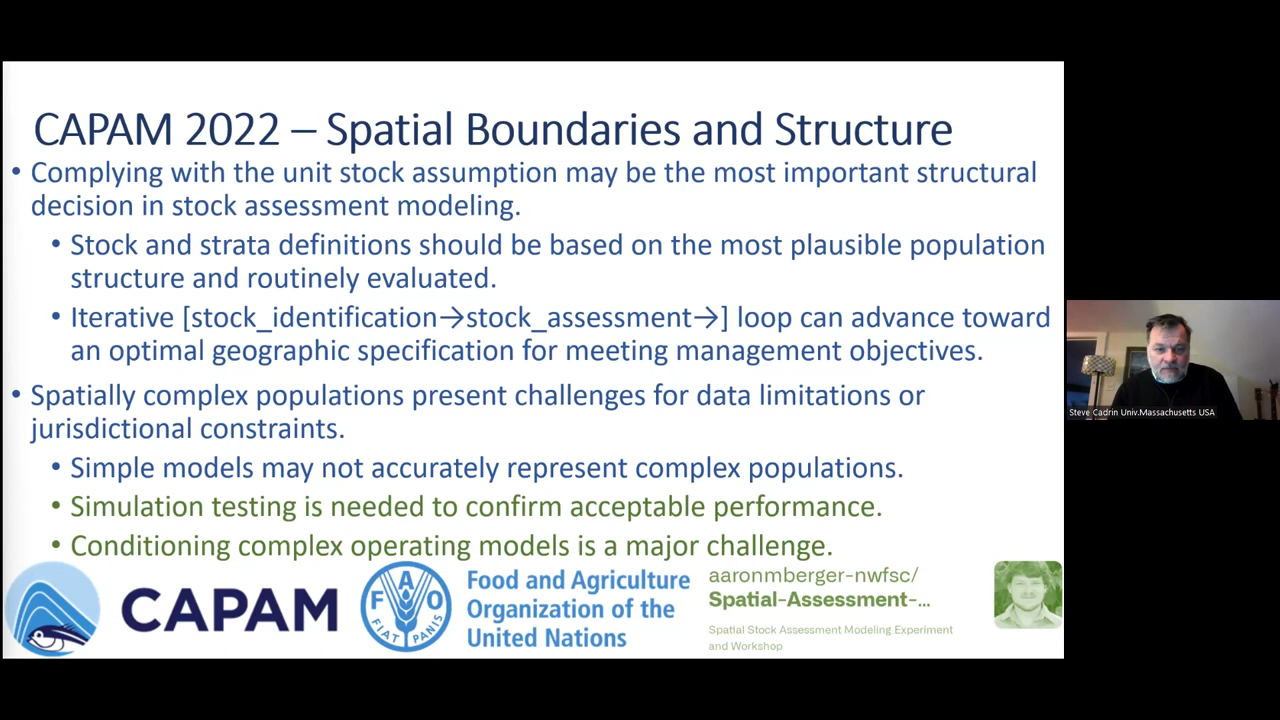 CAPAM 2022 – Spatial Boundaries and Structure
• Complying with the unit stock assumption may be the most important structural
decision in stock assessment modeling.
• Stock and strata definitions should be based on the most plausible population
structure and routinely evaluated.
• Iterative [stock_identification→stock_assessment→] loop can advance toward
an optimal geographic specification for meeting management objectives.
• Spatially complex populations present challenges for data limitations or
jurisdictional constraints.
• Simple models may not accurately represent complex populations.
• Simulation testing is needed to confirm acceptable performance.
• Conditioning complex operating models is a major challenge.
CAPAM
F A O
FIAT PANIS
Food and Agriculture
Organization of the
United Nations
aaronmberger-nwfsc/
Spatial-Assessment-...
Spatial Stock Assessment Modeling Experiment
and Workshop
Steve Cadrin Univ.Massachusetts USA